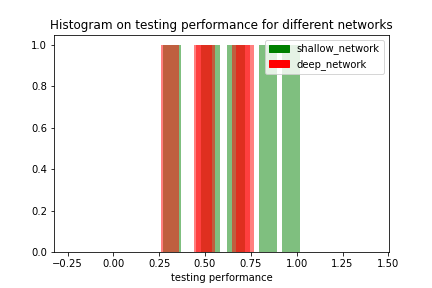 Histogram on testing performance for different networks
shallow_network
deep_network
1.0
0.8
0.6
0.4
0.2
0.0
−0.25 0.00 0.25 0.50 0.75 1.00 1.25 1.50
testing performance